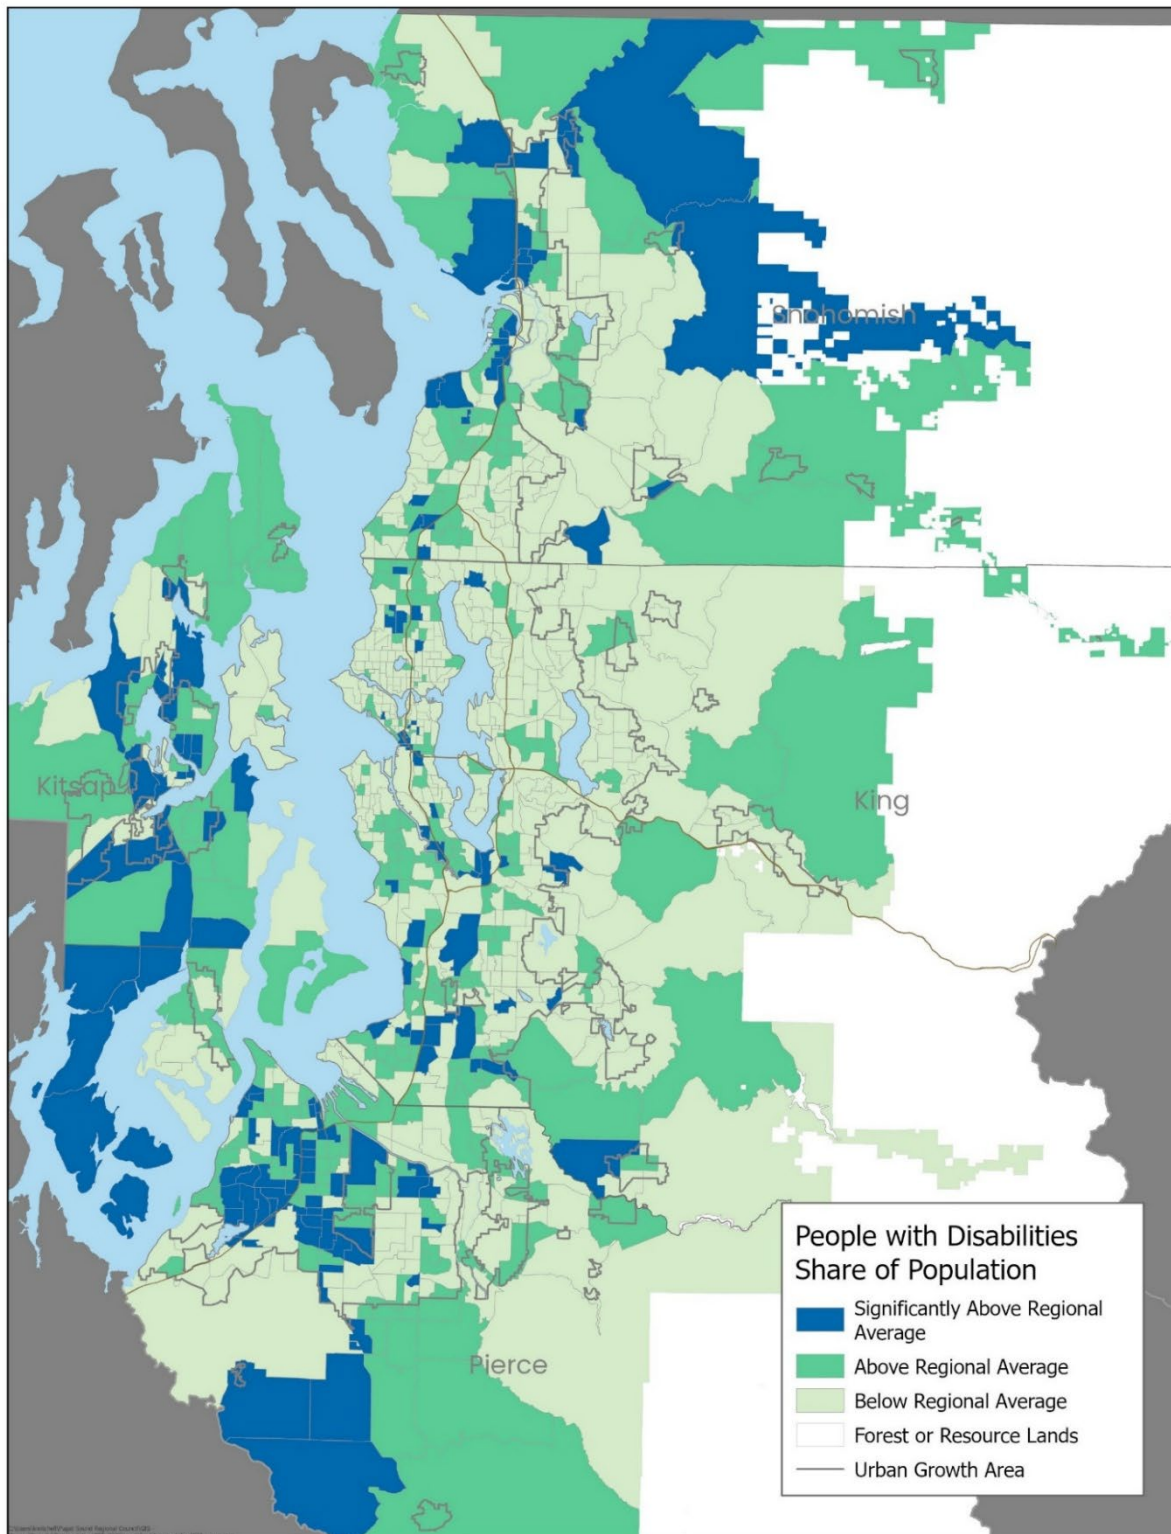 Snohomish
Kitsap
King
Pierce
People with Disabilities
Share of Population
Significantly Above Regional
Average
Above Regional Average
Below Regional Average
Forest or Resource Lands
Urban Growth Area